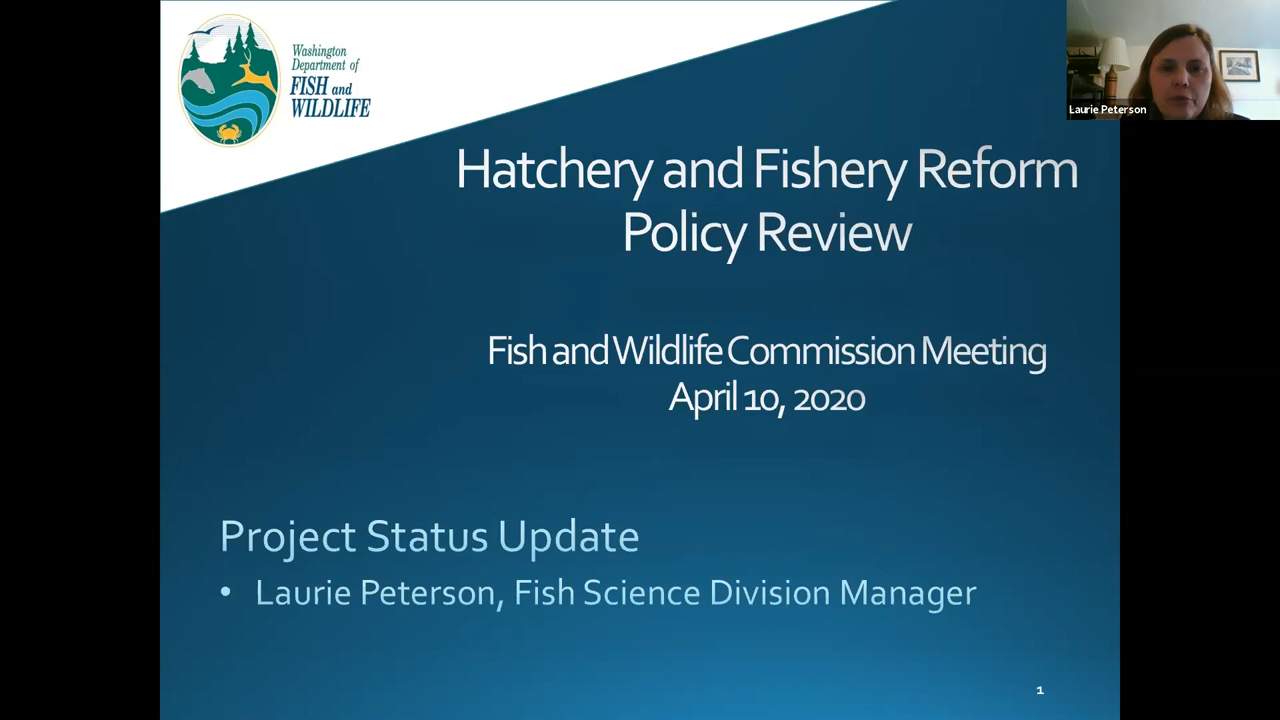 Washington
Department of
FISH and
WILDLIFE
Laurie Peterson
Hatchery and Fishery Reform
Policy Review
Fish and Wildlife Commission Meeting
April 10, 2020
Project Status Update
• Laurie Peterson, Fish Science Division Manager
1